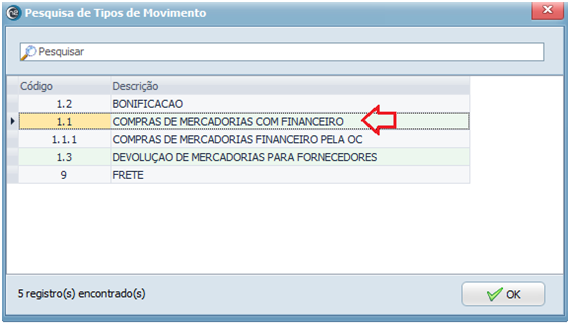 Pesquisa de Tipos de Movimento
Pesquisar
Código Descrição
1.2 BONIFICACAO
1.1 COMPRAS DE MERCADORIAS COM FINANCEIRO
1.1.1 COMPRAS DE MERCADORIAS FINANCEIRO PELA OC
1.3 DEVOLUÇAO DE MERCADORIAS PARA FORNECEDORES
9 FRETE
5 registro(s) encontrado(s)
OK